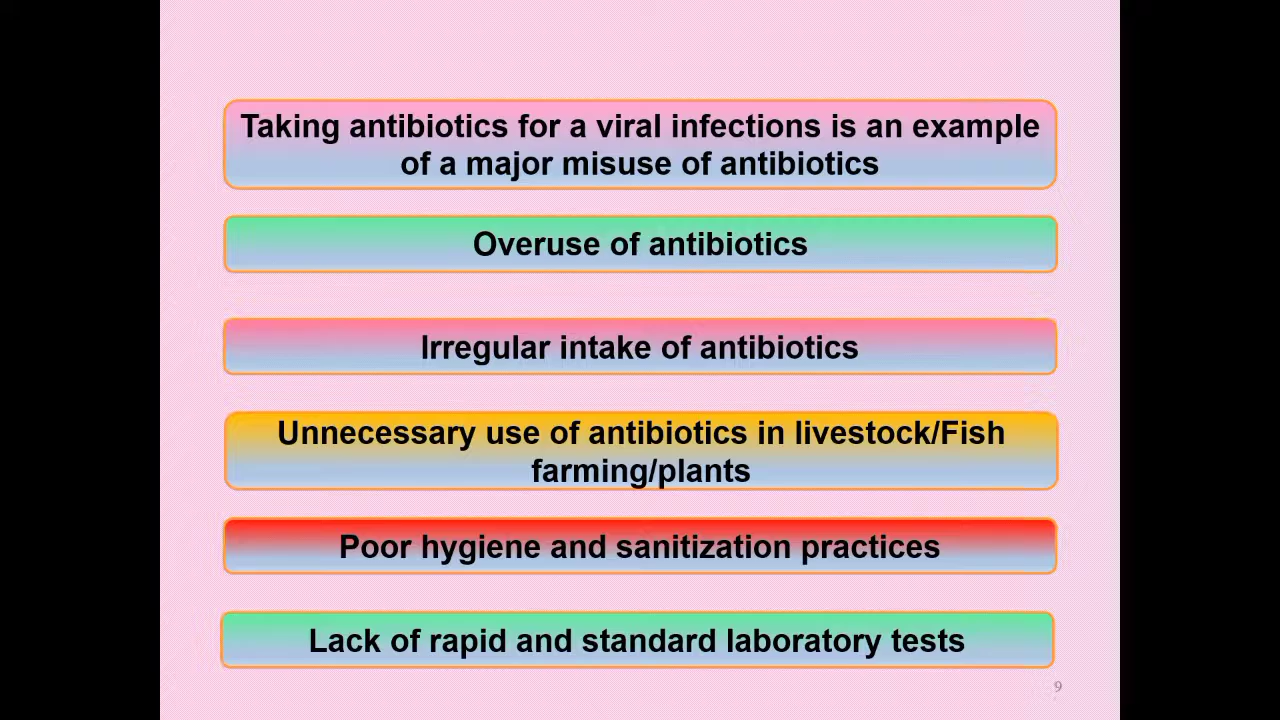 Taking antibiotics for a viral infections is an example
of a major misuse of antibiotics
Overuse of antibiotics
Irregular intake of antibiotics
Unnecessary use of antibiotics in livestock/Fish
farming/plants
Poor hygiene and sanitization practices
Lack of rapid and standard laboratory tests
9